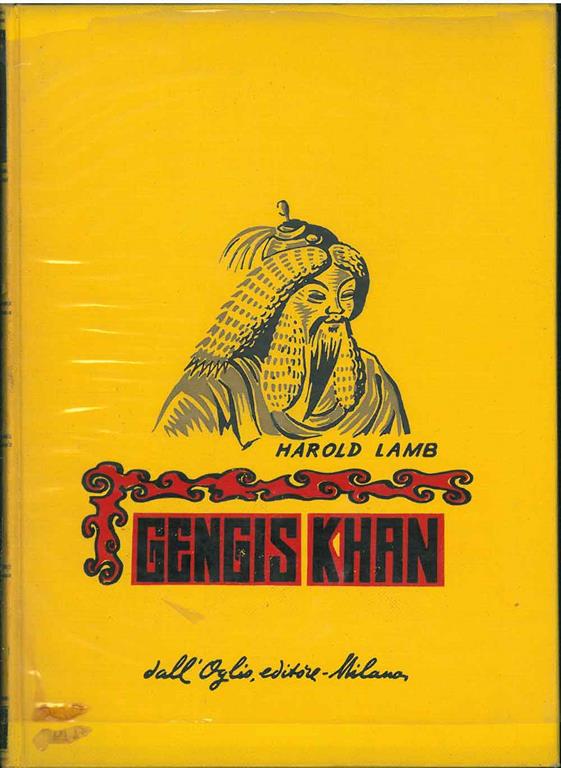 HAROLD LAMB
GENGIS KHAN
dall'Oglio, editore-Milano